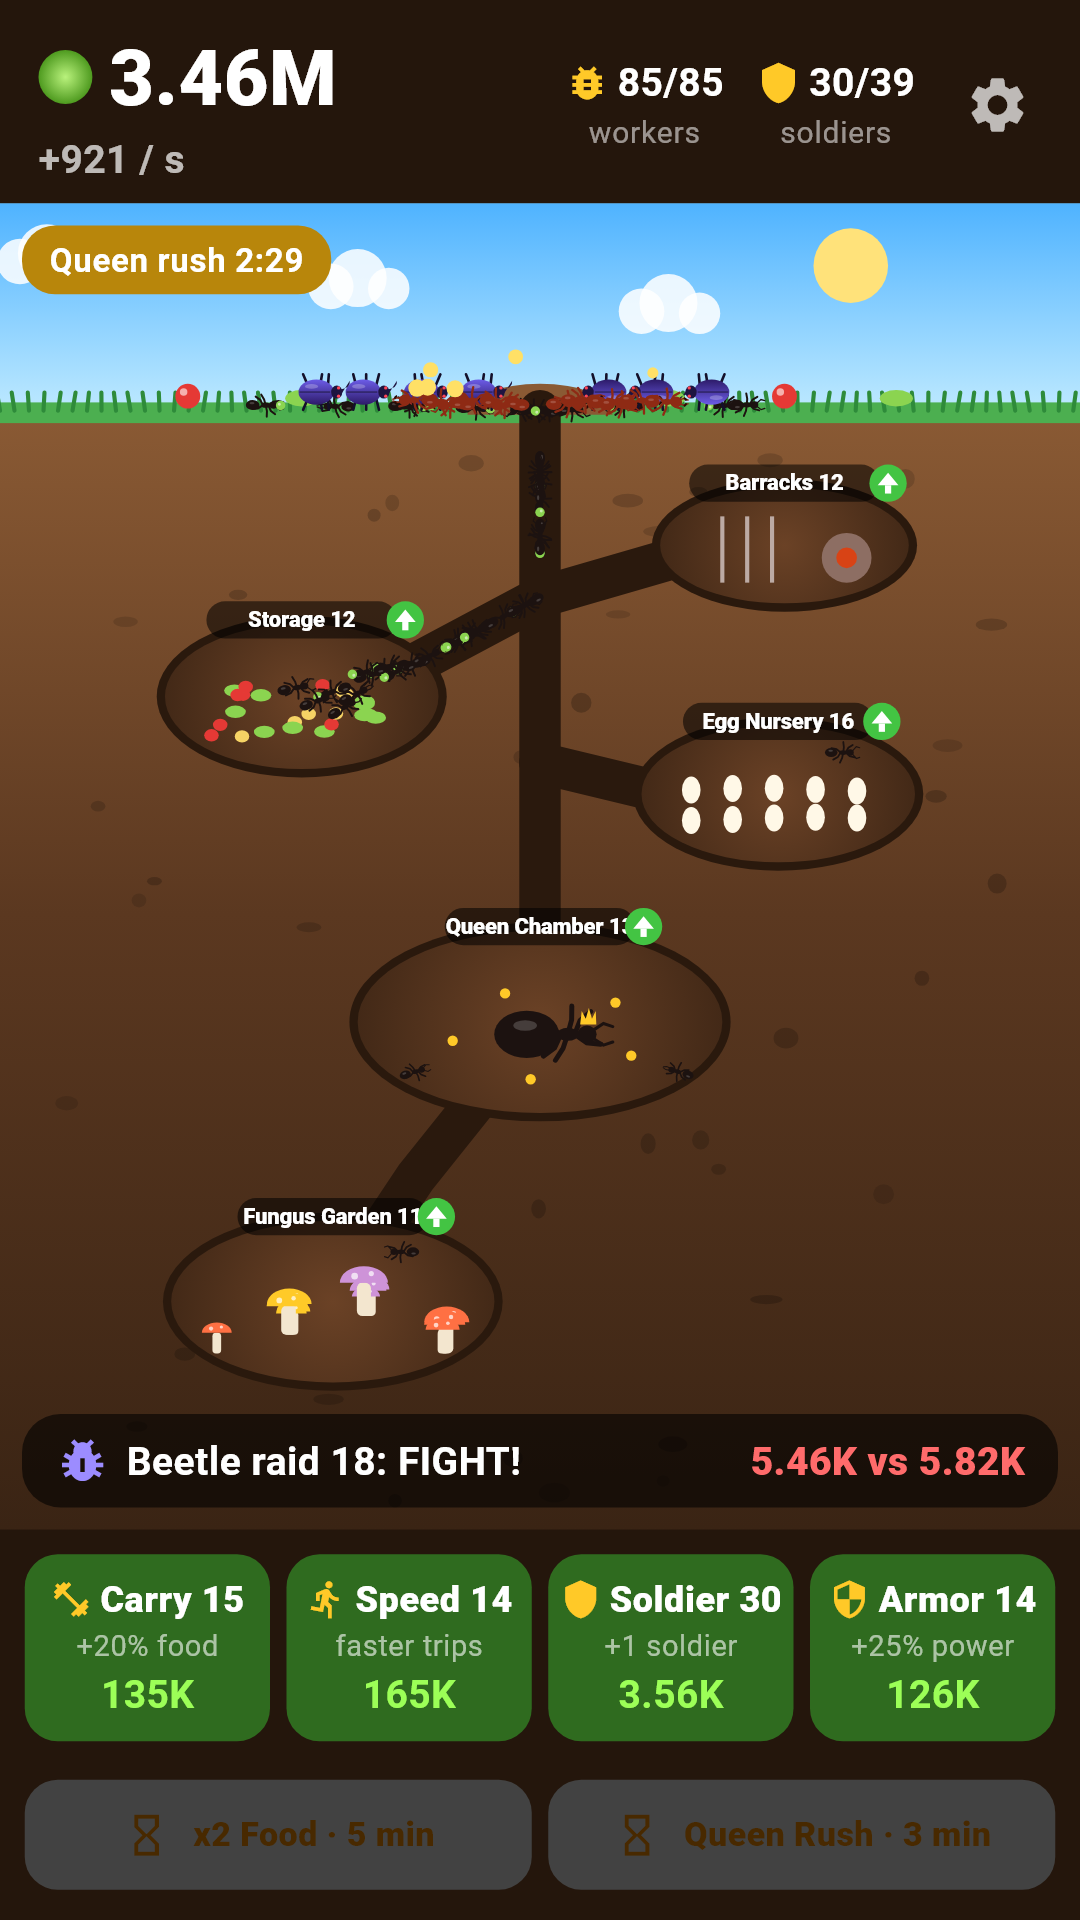 3.46M
+921 / s
85/85
workers
30/39
soldiers
Queen rush 2:29
Barracks 12
Storage 12
Egg Nursery 16
Queen Chamber 13
Fungus Garden 11
Beetle raid 18: FIGHT!
5.46K vs 5.82K
Carry 15
+20% food
135K
Speed 14
faster trips
165K
Soldier 30
+1 soldier
3.56K
Armor 14
+25% power
126K
x2 Food · 5 min
Queen Rush · 3 min